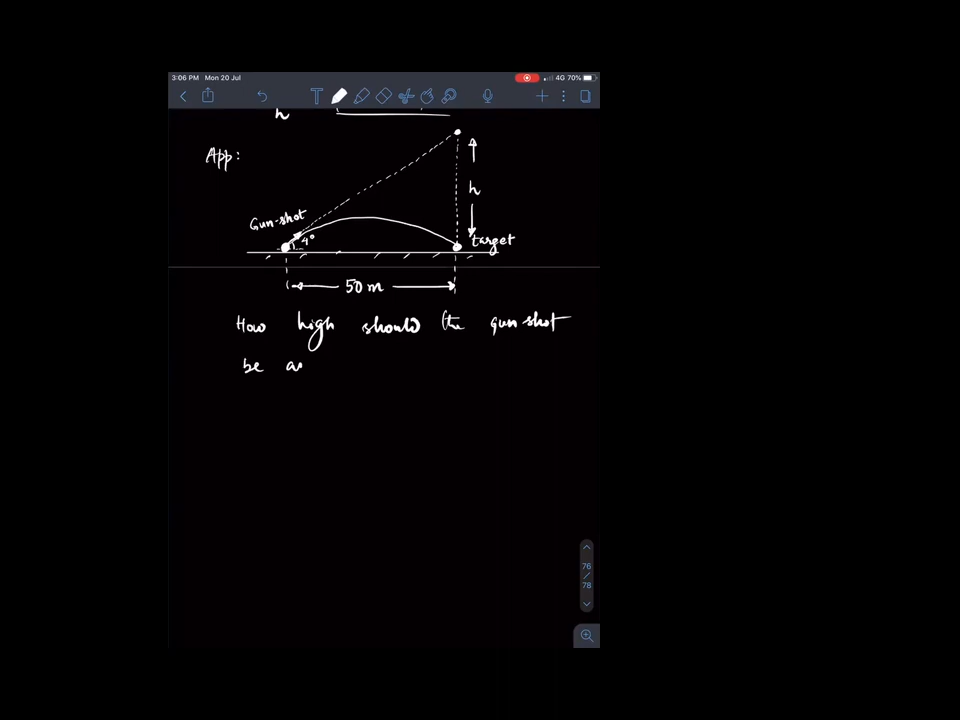 3:06 PM Mon 20 Jul
4G 70%
T
h
App:
h
Gun-shot
4°
target
50 m
How high should the gun shot
be
76
/
78